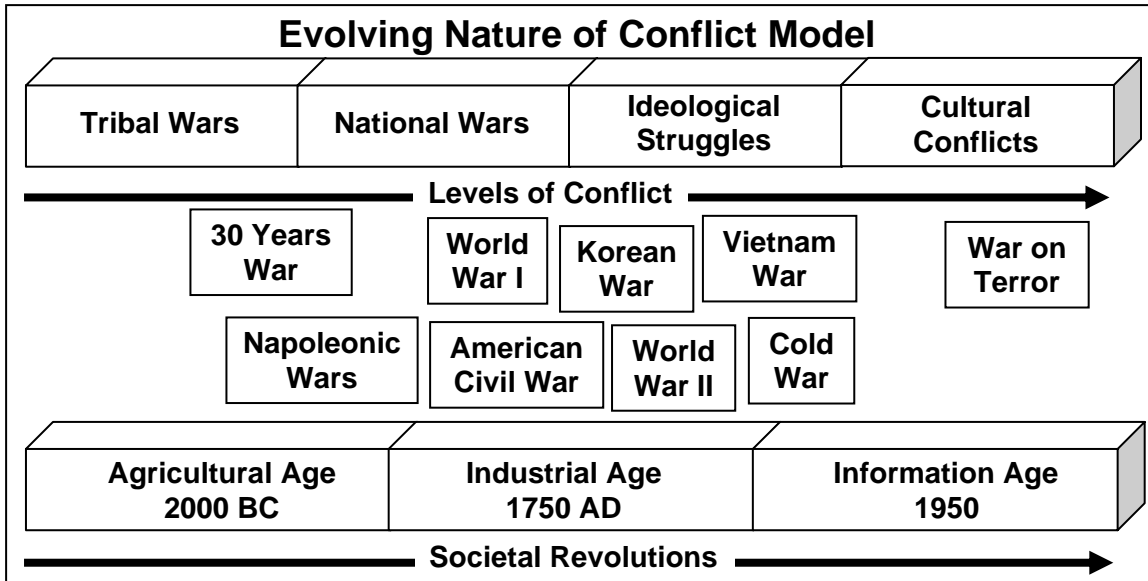 Evolving Nature of Conflict Model
Tribal Wars
National Wars
Ideological
Struggles
Cultural
Conflicts
Levels of Conflict
30 Years
War
World
War I
Korean
War
Vietnam
War
War on
Terror
Napoleonic
Wars
American
Civil War
World
War II
Cold
War
Agricultural Age
2000 BC
Industrial Age
1750 AD
Information Age
1950
Societal Revolutions